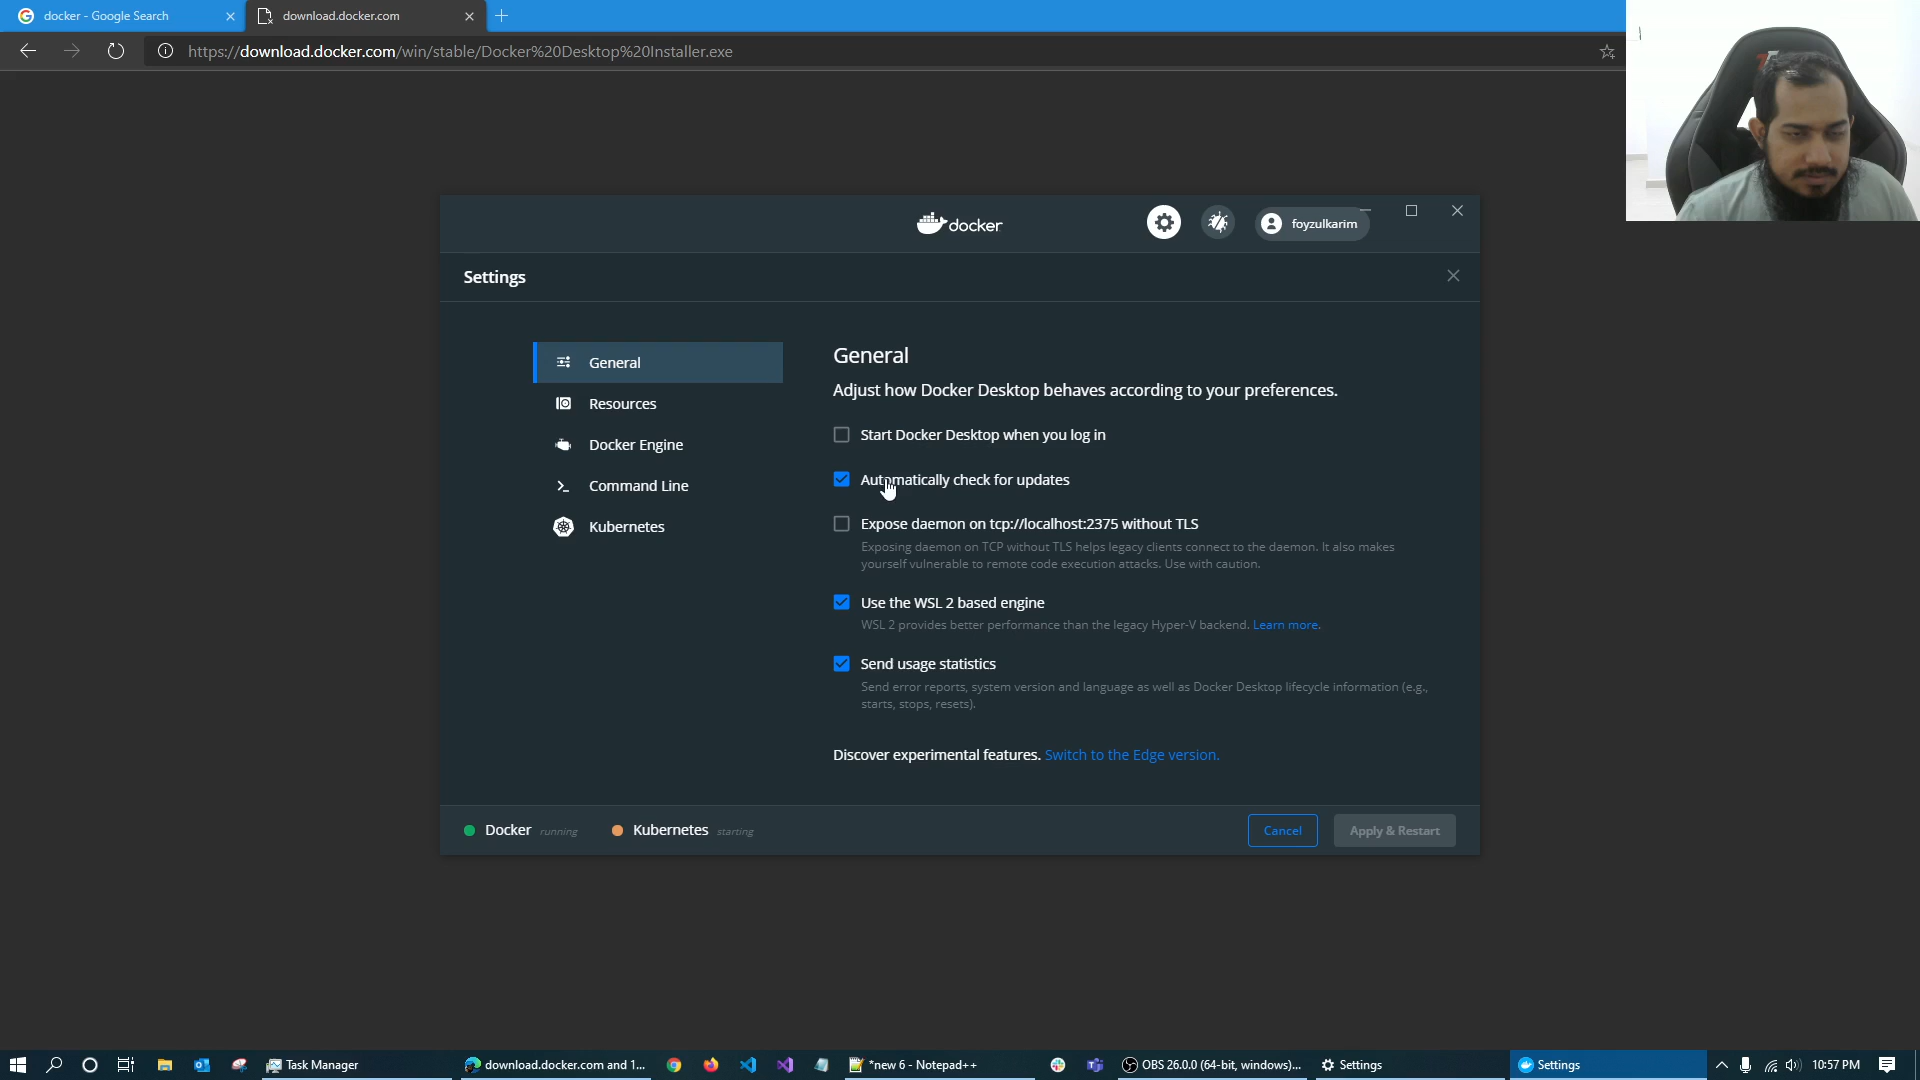 docker - Google Search
download.docker.com
https://download.docker.com/win/stable/Docker%20Desktop%20Installer.exe
docker
foyzulkarim
Settings
General
Resources
Docker Engine
Command Line
Kubernetes
General
Adjust how Docker Desktop behaves according to your preferences.
Start Docker Desktop when you log in
Automatically check for updates
Expose daemon on tcp://localhost:2375 without TLS
Exposing daemon on TCP without TLS helps legacy clients connect to the daemon. It also makes
yourself vulnerable to remote code execution attacks. Use with caution.
Use the WSL 2 based engine
WSL 2 provides better performance than the legacy Hyper-V backend. Learn more.
Send usage statistics
Send error reports, system version and language as well as Docker Desktop lifecycle information (e.g.,
starts, stops, resets).
Discover experimental features. Switch to the Edge version.
Docker running
Kubernetes starting
Cancel
Apply & Restart
Task Manager
download.docker.com and 1...
*new 6 - Notepad++
OBS 26.0.0 (64-bit, windows)...
Settings
Settings
10:57 PM